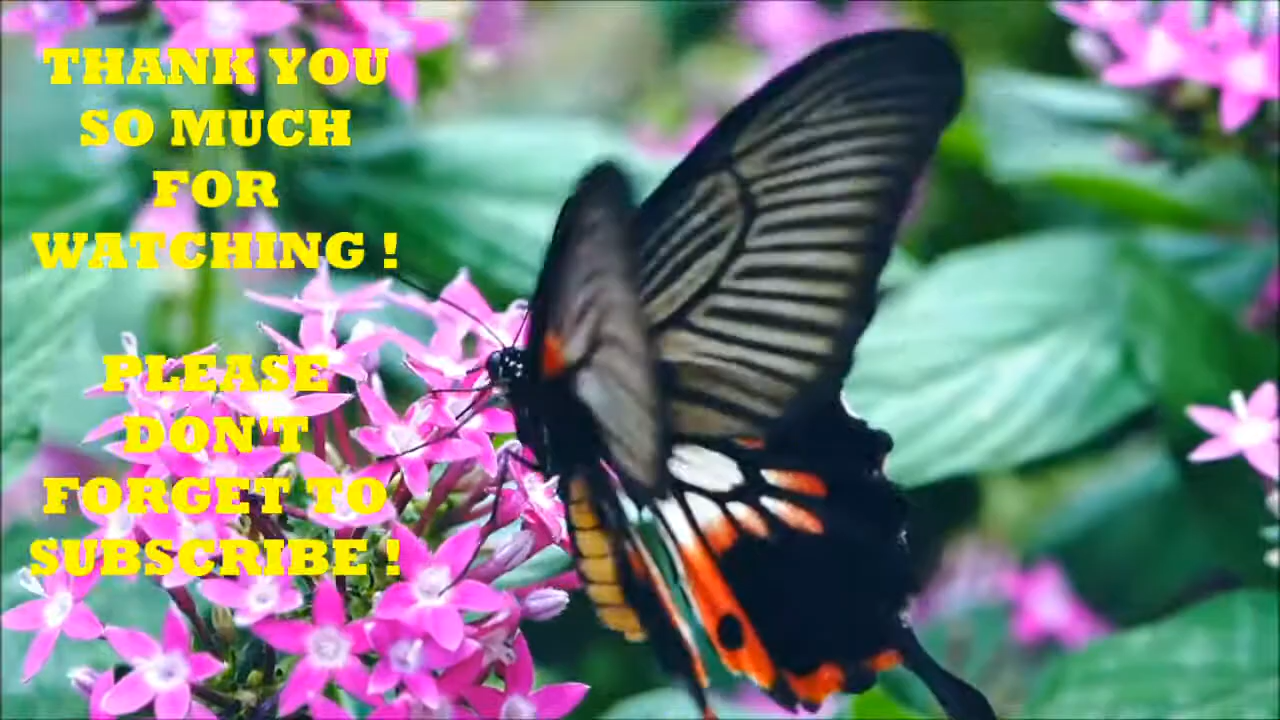 THANK YOU
SO MUCH
FOR
WATCHING !
PLEASE
DON'T
FORGET TO
SUBSCRIBE !